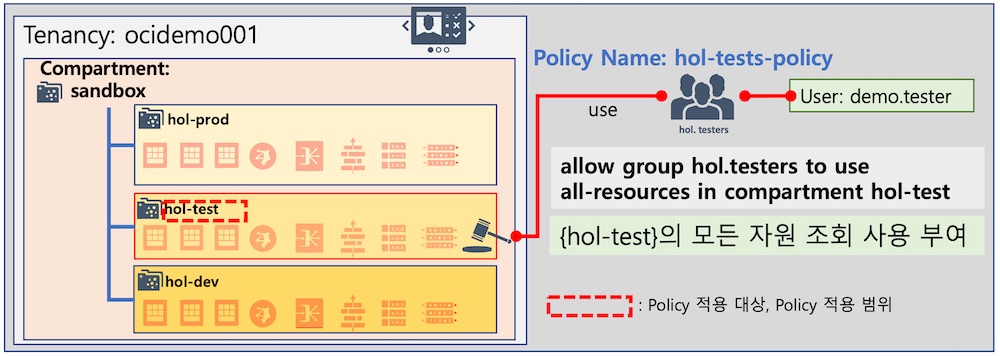 Tenancy: ocidemo001
Compartment:
sandbox
hol-prod
hol-test
hol-dev
Policy Name: hol-tests-policy
use
hol. testers
User: demo.tester
allow group hol.testers to use
all-resources in compartment hol-test
{hol-test}의 모든 자원 조회 사용 부여
: Policy 적용 대상, Policy 적용 범위